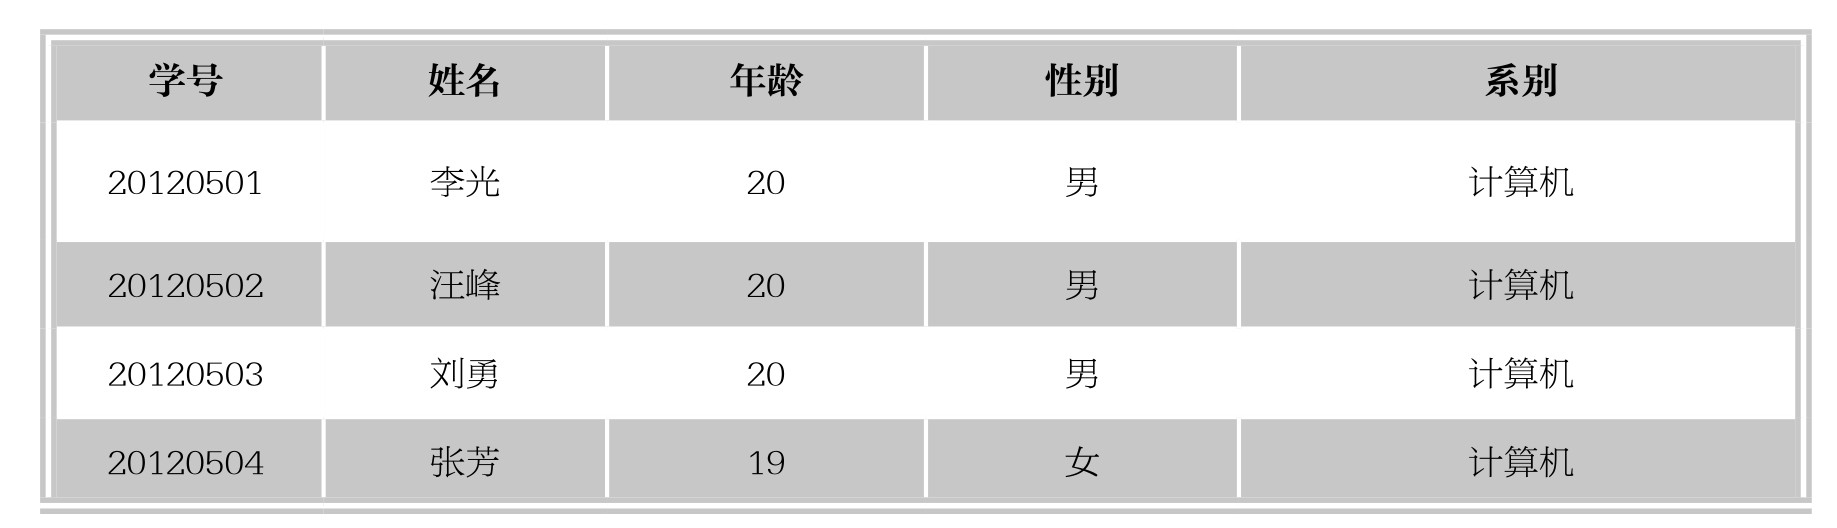 学号 姓名 年龄 性别 系别
20120501 李光 20 男 计算机
20120502 汪峰 20 男 计算机
20120503 刘勇 20 男 计算机
20120504 张芳 19 女 计算机